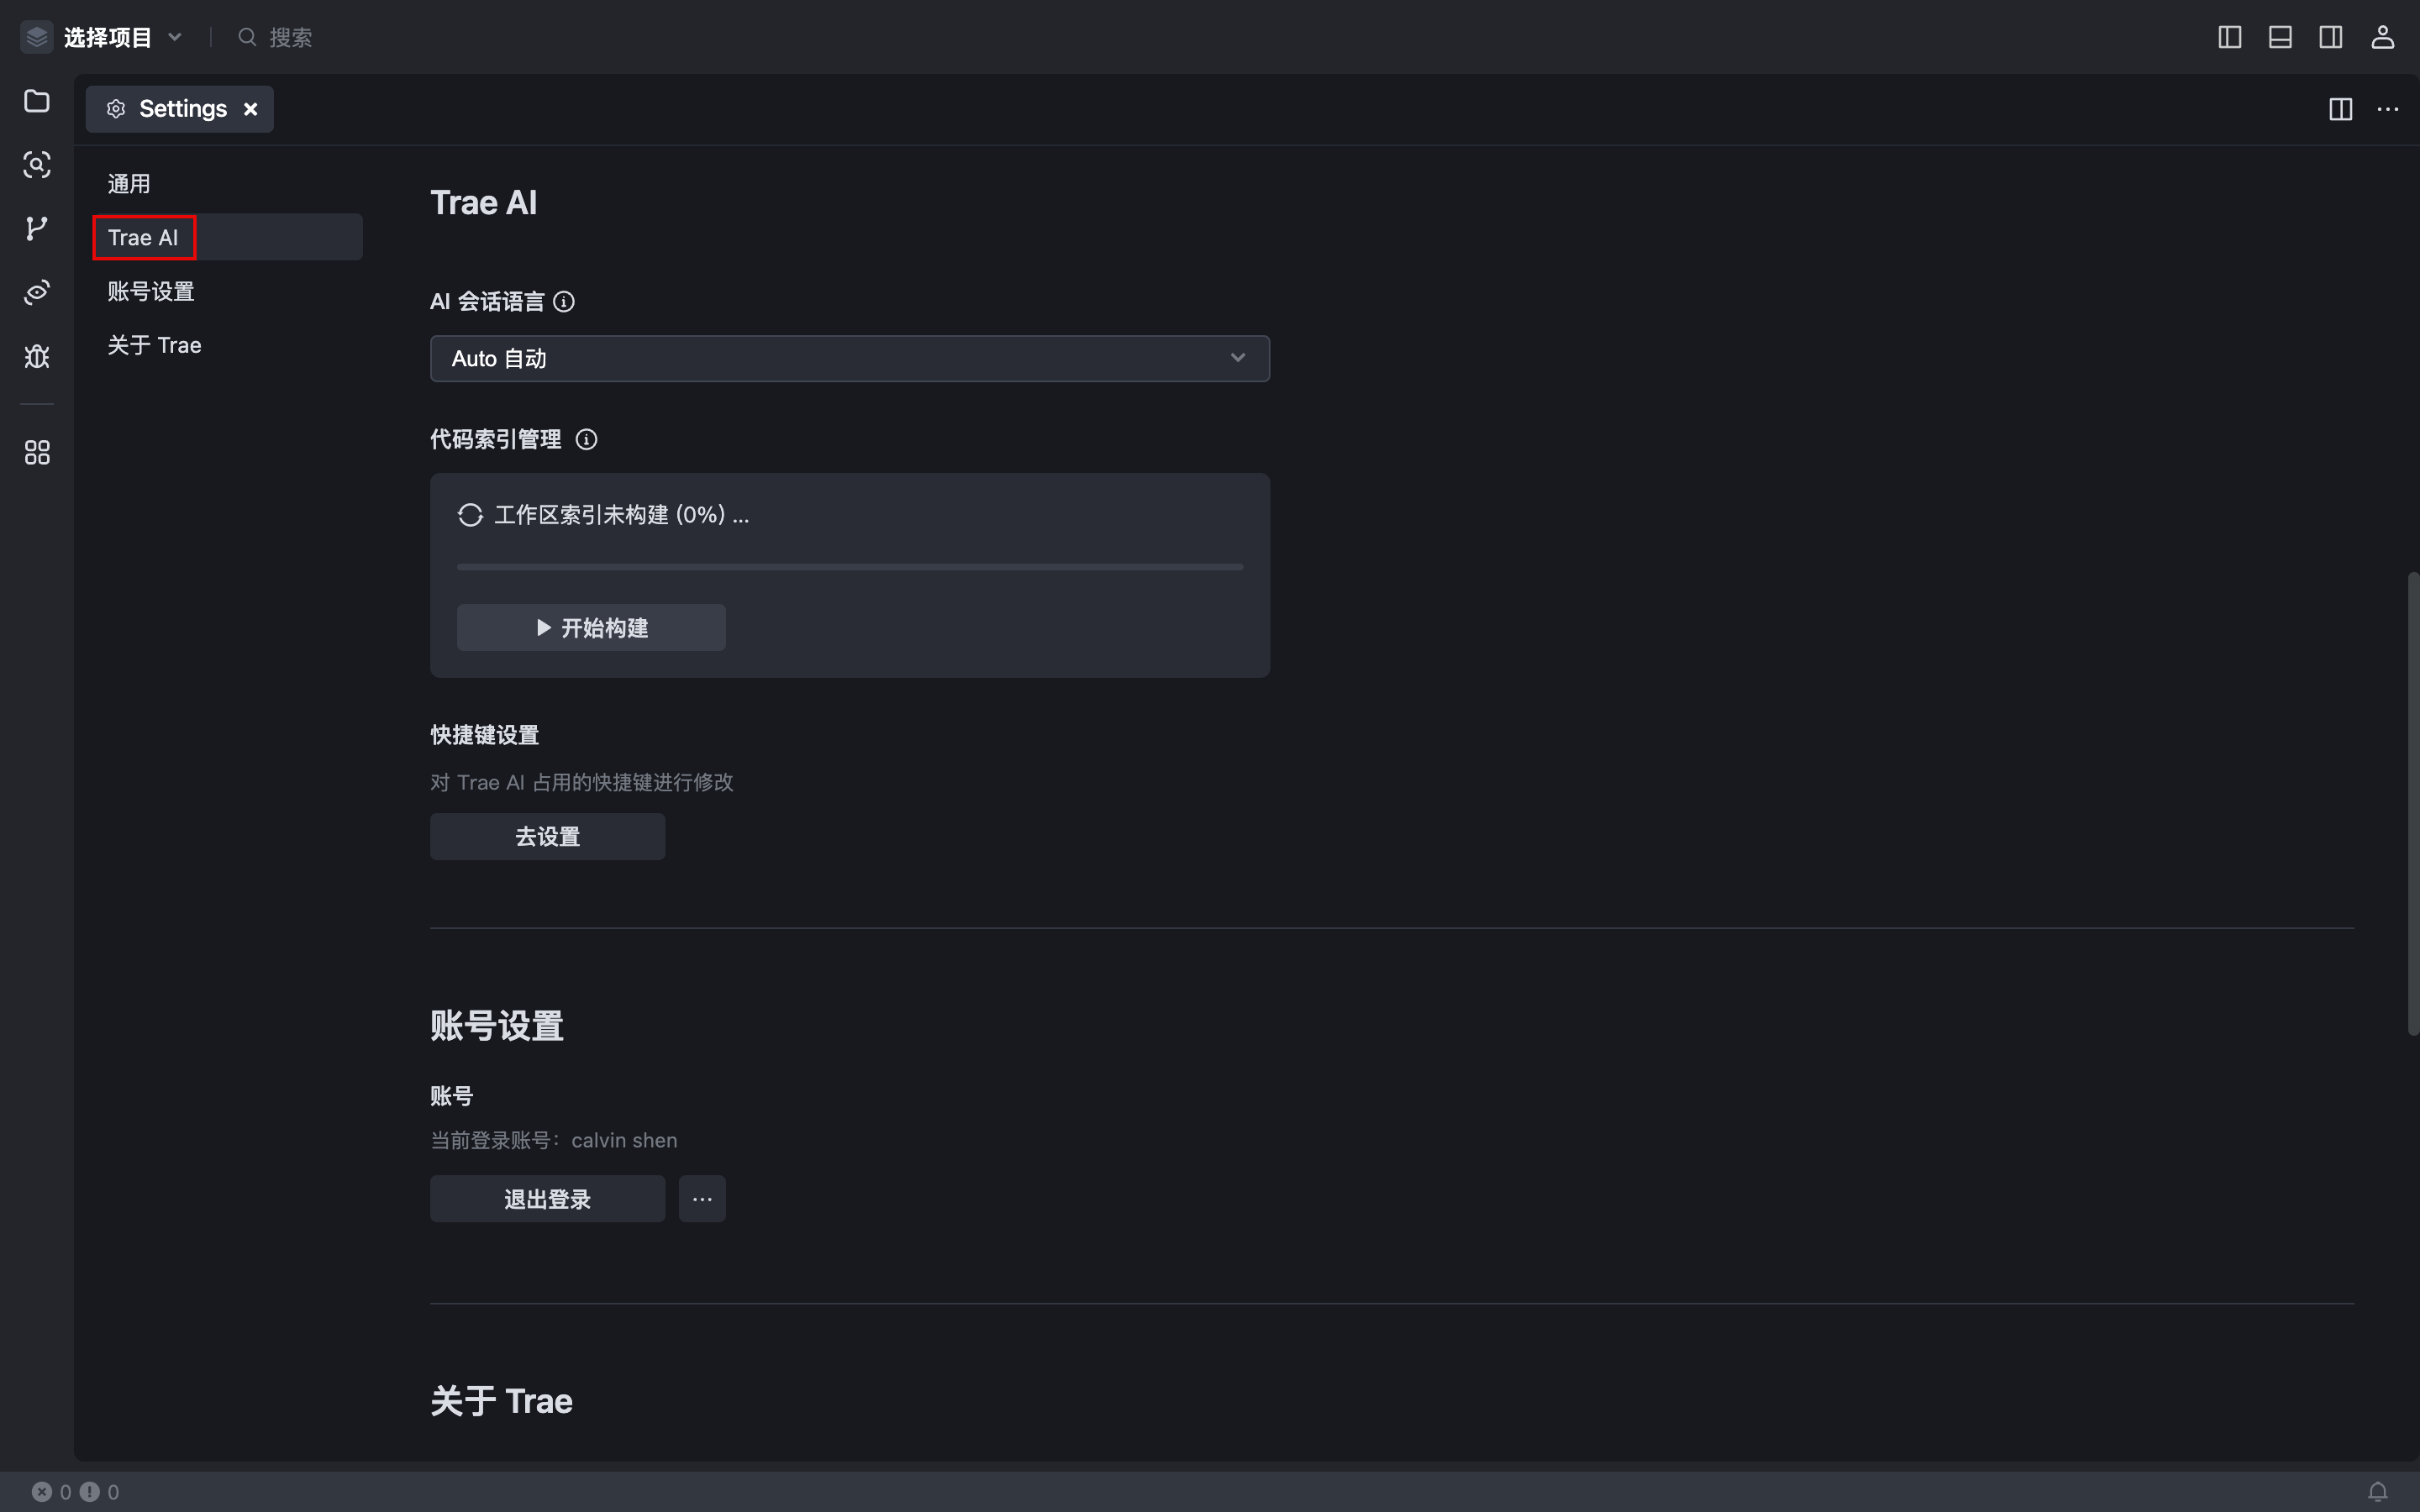 选择项目
搜索
Settings
通用
Trae AI
账号设置
关于 Trae
Trae AI
AI 会话语言
Auto 自动
代码索引管理
工作区索引未构建 (0%) ...
开始构建
快捷键设置
对 Trae AI 占用的快捷键进行修改
去设置
账号设置
账号
当前登录账号：calvin shen
退出登录
关于 Trae
0 0